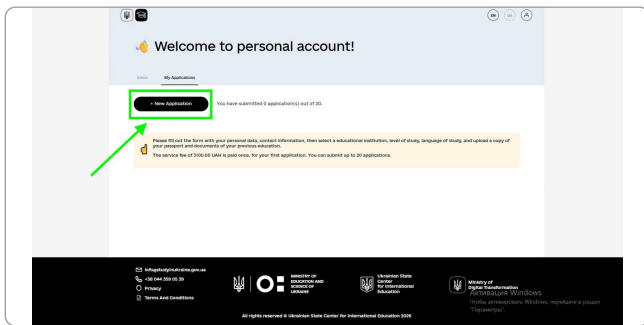 EN
👋 Welcome to personal account!
Inbox My Applications
+ New Application
You have submitted 0 application(s) out of 20.
Please fill out the form with your personal data, contact information, then select a educational institution, level of study, language of study, and upload a copy of
your passport and documents of your previous education.
The service fee of 3100.00 UAH is paid once, for your first application. You can submit up to 20 applications.
info@studyinukraine.gov.ua
+38 044 359 05 39
Privacy
Terms And Conditions
MINISTRY OF
EDUCATION AND
SCIENCE OF
UKRAINE
Ukrainian State
Center
for International
Education
Ministry of
Digital Transformation
Активация Windows
Чтобы активировать Windows, перейдите в раздел
"Параметры".
All rights reserved © Ukrainian State Center for International Education 2025